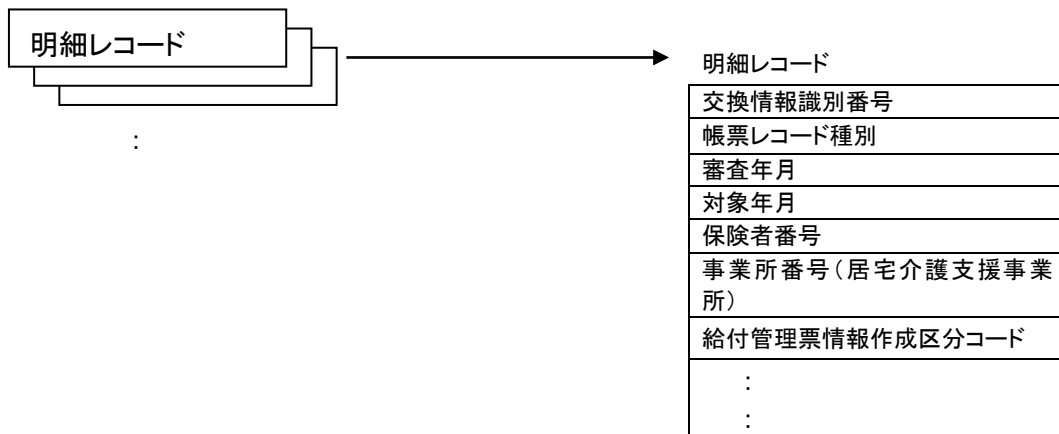 明細レコード
:
明細レコード
交換情報識別番号
帳票レコード種別
審査年月
対象年月
保険者番号
事業所番号(居宅介護支援事業
所)
給付管理票情報作成区分コード
:
: